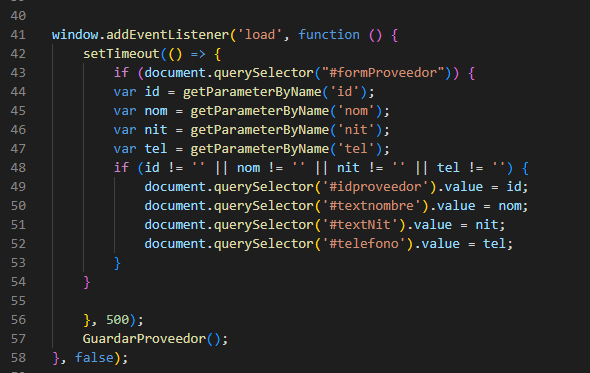 40
41 window.addEventListener('load', function () {
42 setTimeout(() => {
43 if (document.querySelector("#formProveedor")) {
44 var id = getParameterByName('id');
45 var nom = getParameterByName('nom');
46 var nit = getParameterByName('nit');
47 var tel = getParameterByName('tel');
48 if (id != '' || nom != '' || nit != '' || tel != '') {
49 document.querySelector('#idproveedor').value = id;
50 document.querySelector('#textnombre').value = nom;
51 document.querySelector('#textNit').value = nit;
52 document.querySelector('#telefono').value = tel;
53 }
54 }
55
56 }, 500);
57 GuardarProveedor();
58 }, false);